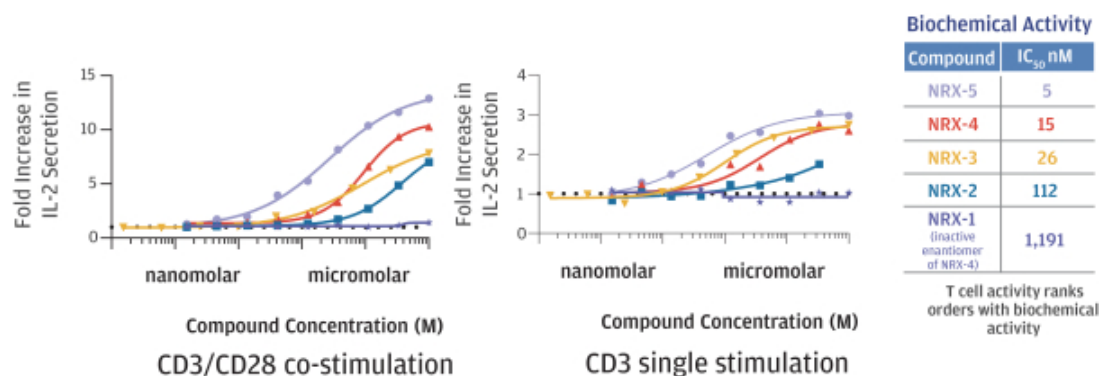 Biochemical Activity
Compound IC50 nM
NRX-5 5
NRX-4 15
NRX-3 26
NRX-2 112
NRX-1
(inactive
enantiomer
of NRX-4)
1,191
T cell activity ranks
orders with biochemical
activity
Fold Increase in
IL-2 Secretion
15
10
5
0
nanomolar micromolar
Compound Concentration (M)
CD3/CD28 co-stimulation
Fold Increase in
IL-2 Secretion
4
3
2
1
0
nanomolar micromolar
Compound Concentration (M)
CD3 single stimulation